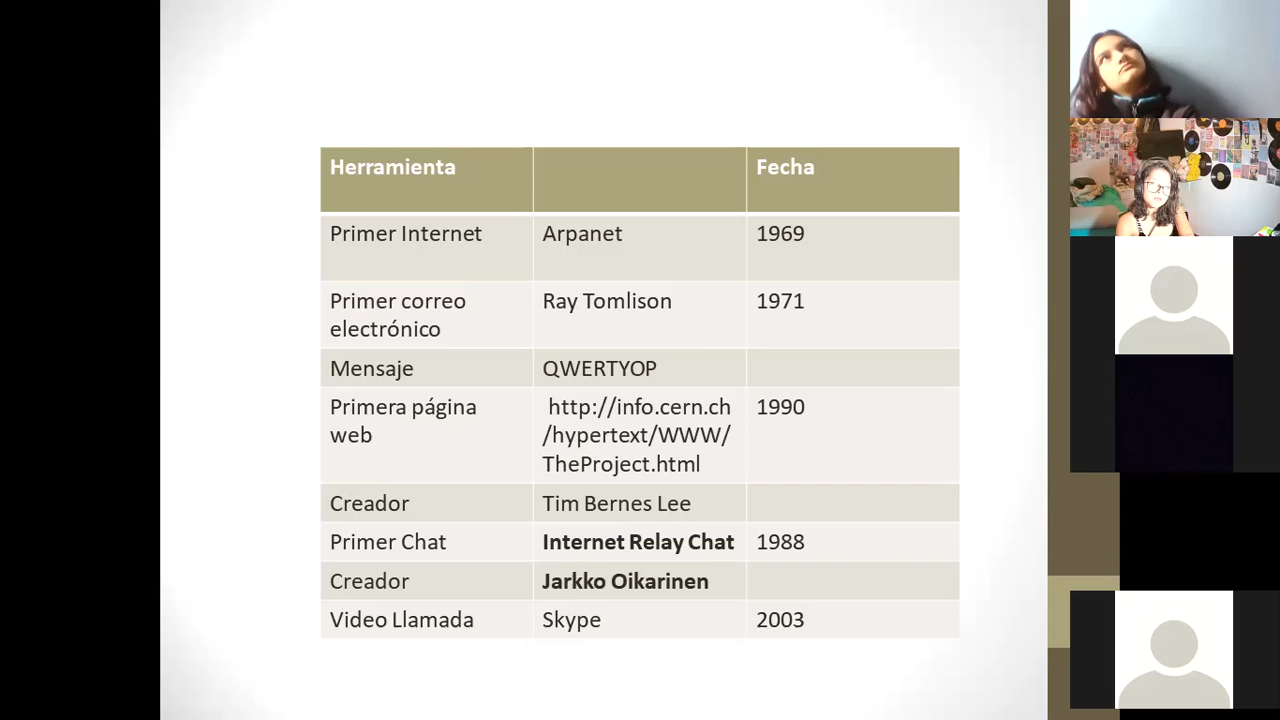 Herramienta Fecha
Primer Internet Arpanet 1969
Primer correo Ray Tomlison 1971
electrónico
Mensaje QWERTYOP
Primera página http://info.cern.ch 1990
web /hypertext/WWW/
TheProject.html
Creador Tim Bernes Lee
Primer Chat Internet Relay Chat 1988
Creador Jarkko Oikarinen
Video Llamada Skype 2003